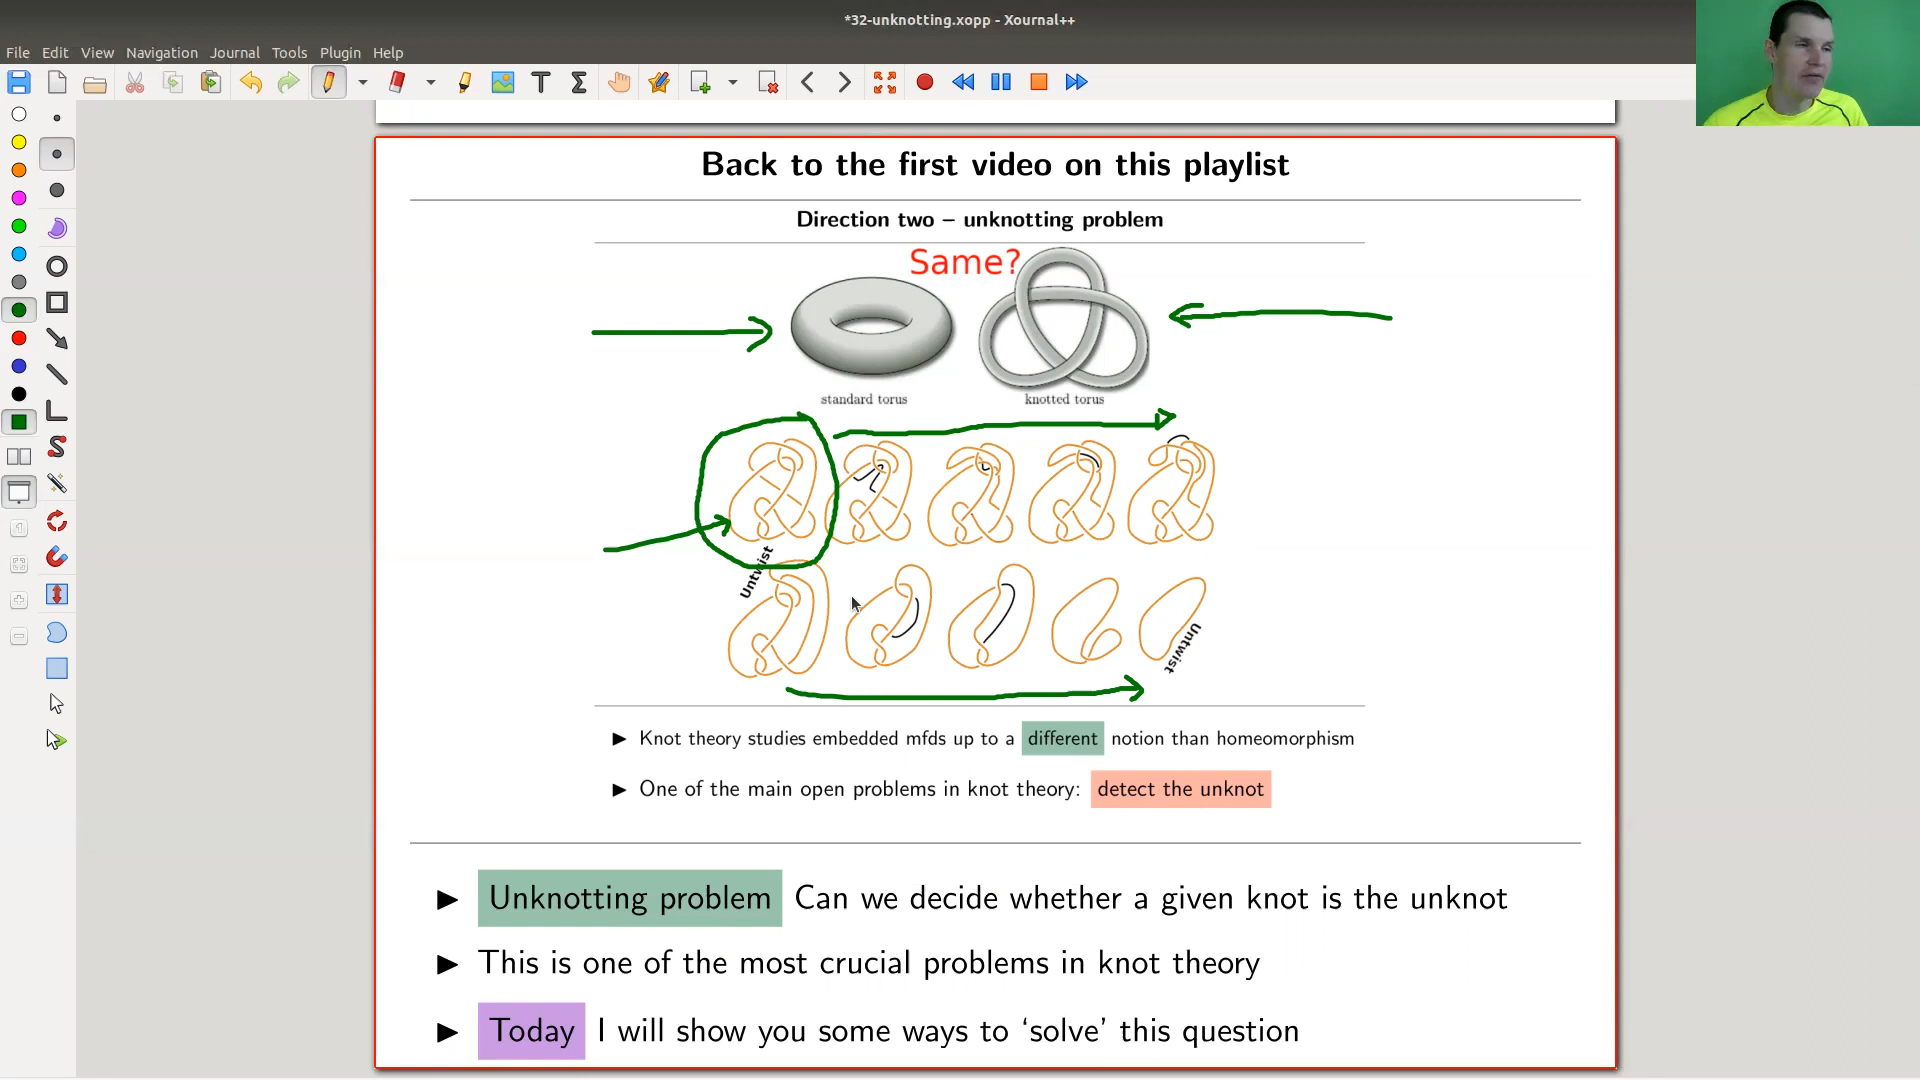 *32-unknotting.xopp - Xournal++
File Edit View Navigation Journal Tools Plugin Help
Back to the first video on this playlist
Direction two – unknotting problem
Same?
standard torus
knotted torus
Untwist
Untwist
▶ Knot theory studies embedded mfds up to a different notion than homeomorphism
▶ One of the main open problems in knot theory: detect the unknot
▶ Unknotting problem Can we decide whether a given knot is the unknot
▶ This is one of the most crucial problems in knot theory
▶ Today I will show you some ways to ‘solve’ this question